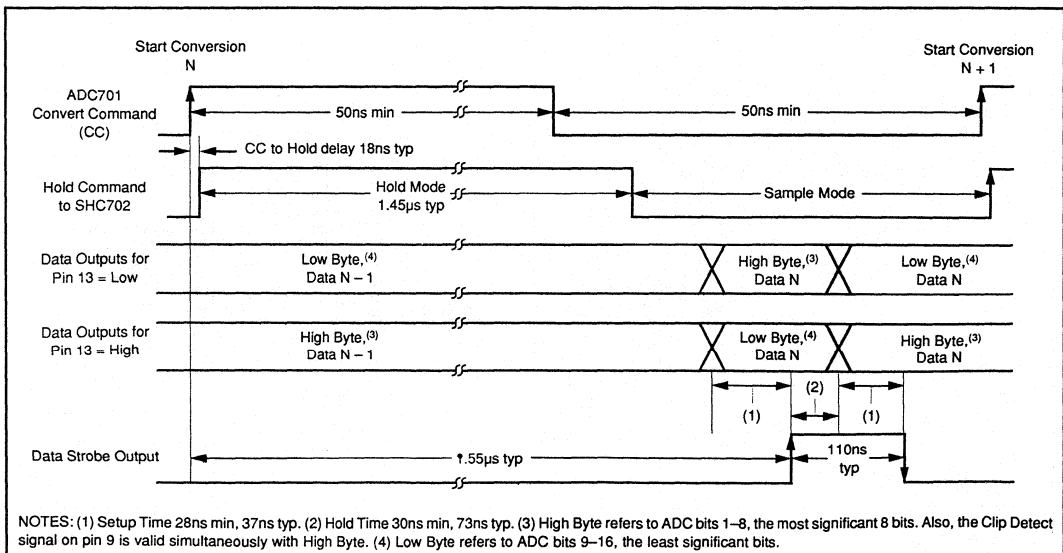 Start Conversion
N
Start Conversion
N + 1
ADC701
Convert Command
(CC)
50ns min
50ns min
CC to Hold delay 18ns typ
Hold Command
to SHC702
Hold Mode
1.45µs typ
Sample Mode
Data Outputs for
Pin 13 = Low
Low Byte,(4)
Data N – 1
High Byte,(3)
Data N
Low Byte,(4)
Data N
Data Outputs for
Pin 13 = High
High Byte,(3)
Data N – 1
Low Byte,(4)
Data N
High Byte,(3)
Data N
(1)
(2)
(1)
Data Strobe Output
1.55µs typ
110ns
typ
NOTES: (1) Setup Time 28ns min, 37ns typ. (2) Hold Time 30ns min, 73ns typ. (3) High Byte refers to ADC bits 1–8, the most significant 8 bits. Also, the Clip Detect
signal on pin 9 is valid simultaneously with High Byte. (4) Low Byte refers to ADC bits 9–16, the least significant bits.